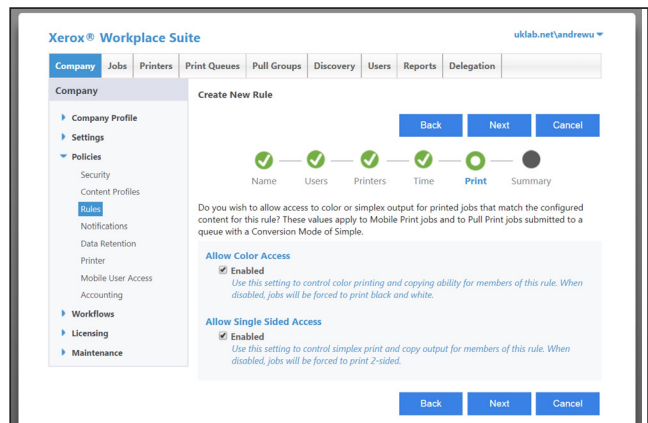 Xerox® Workplace Suite
uklab.net\andrewu
Company Jobs Printers Print Queues Pull Groups Discovery Users Reports Delegation
Company
Company Profile
Settings
Policies
Security
Content Profiles
Rules
Notifications
Data Retention
Printer
Mobile User Access
Accounting
Workflows
Licensing
Maintenance
Create New Rule
Back Next Cancel
Name Users Printers Time Print Summary
Do you wish to allow access to color or simplex output for printed jobs that match the configured
content for this rule? These values apply to Mobile Print jobs and to Pull Print jobs submitted to a
queue with a Conversion Mode of Simple.
Allow Color Access
Enabled
Use this setting to control color printing and copying ability for members of this rule. When
disabled, jobs will be forced to print black and white.
Allow Single Sided Access
Enabled
Use this setting to control simplex print and copy output for members of this rule. When
disabled, jobs will be forced to print 2-sided.
Back Next Cancel